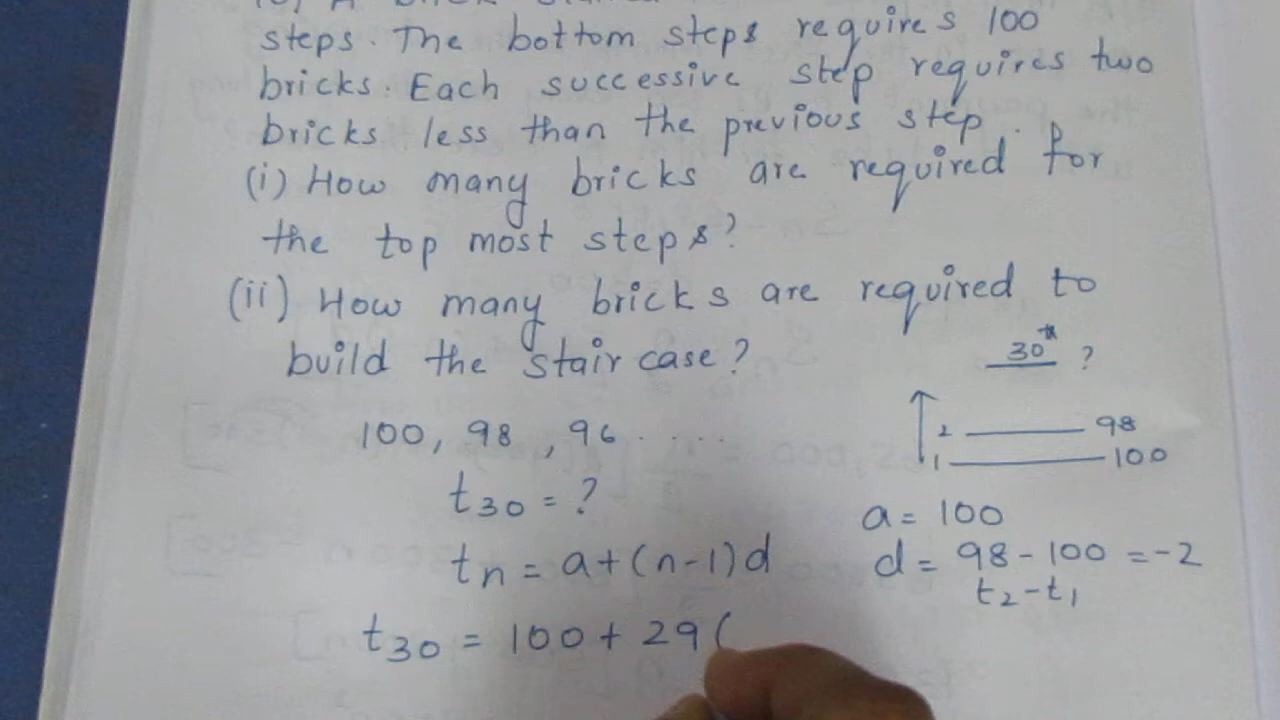 steps. The bottom steps requires 100
bricks. Each successive step requires two
bricks less than the previous step.
(i) How many bricks are required for
the top most steps?
(ii) How many bricks are required to
build the stair case?
30th ?
100, 98, 96 ....
2 98
1 100
t30 = ?
a = 100
tn = a+(n-1)d
d = 98 - 100 = -2
t2-t1
t30 = 100 + 29(